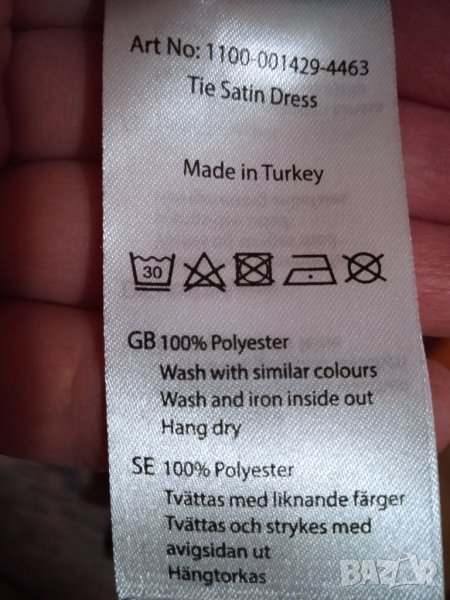 Art No: 1100-001429-4463
Tie Satin Dress
Made in Turkey
30
GB 100% Polyester
Wash with similar colours
Wash and iron inside out
Hang dry
SE 100% Polyester
Tvättas med liknande färger
Tvättas och strykes med
avigsidan ut
Hängtorkas
BAZAR